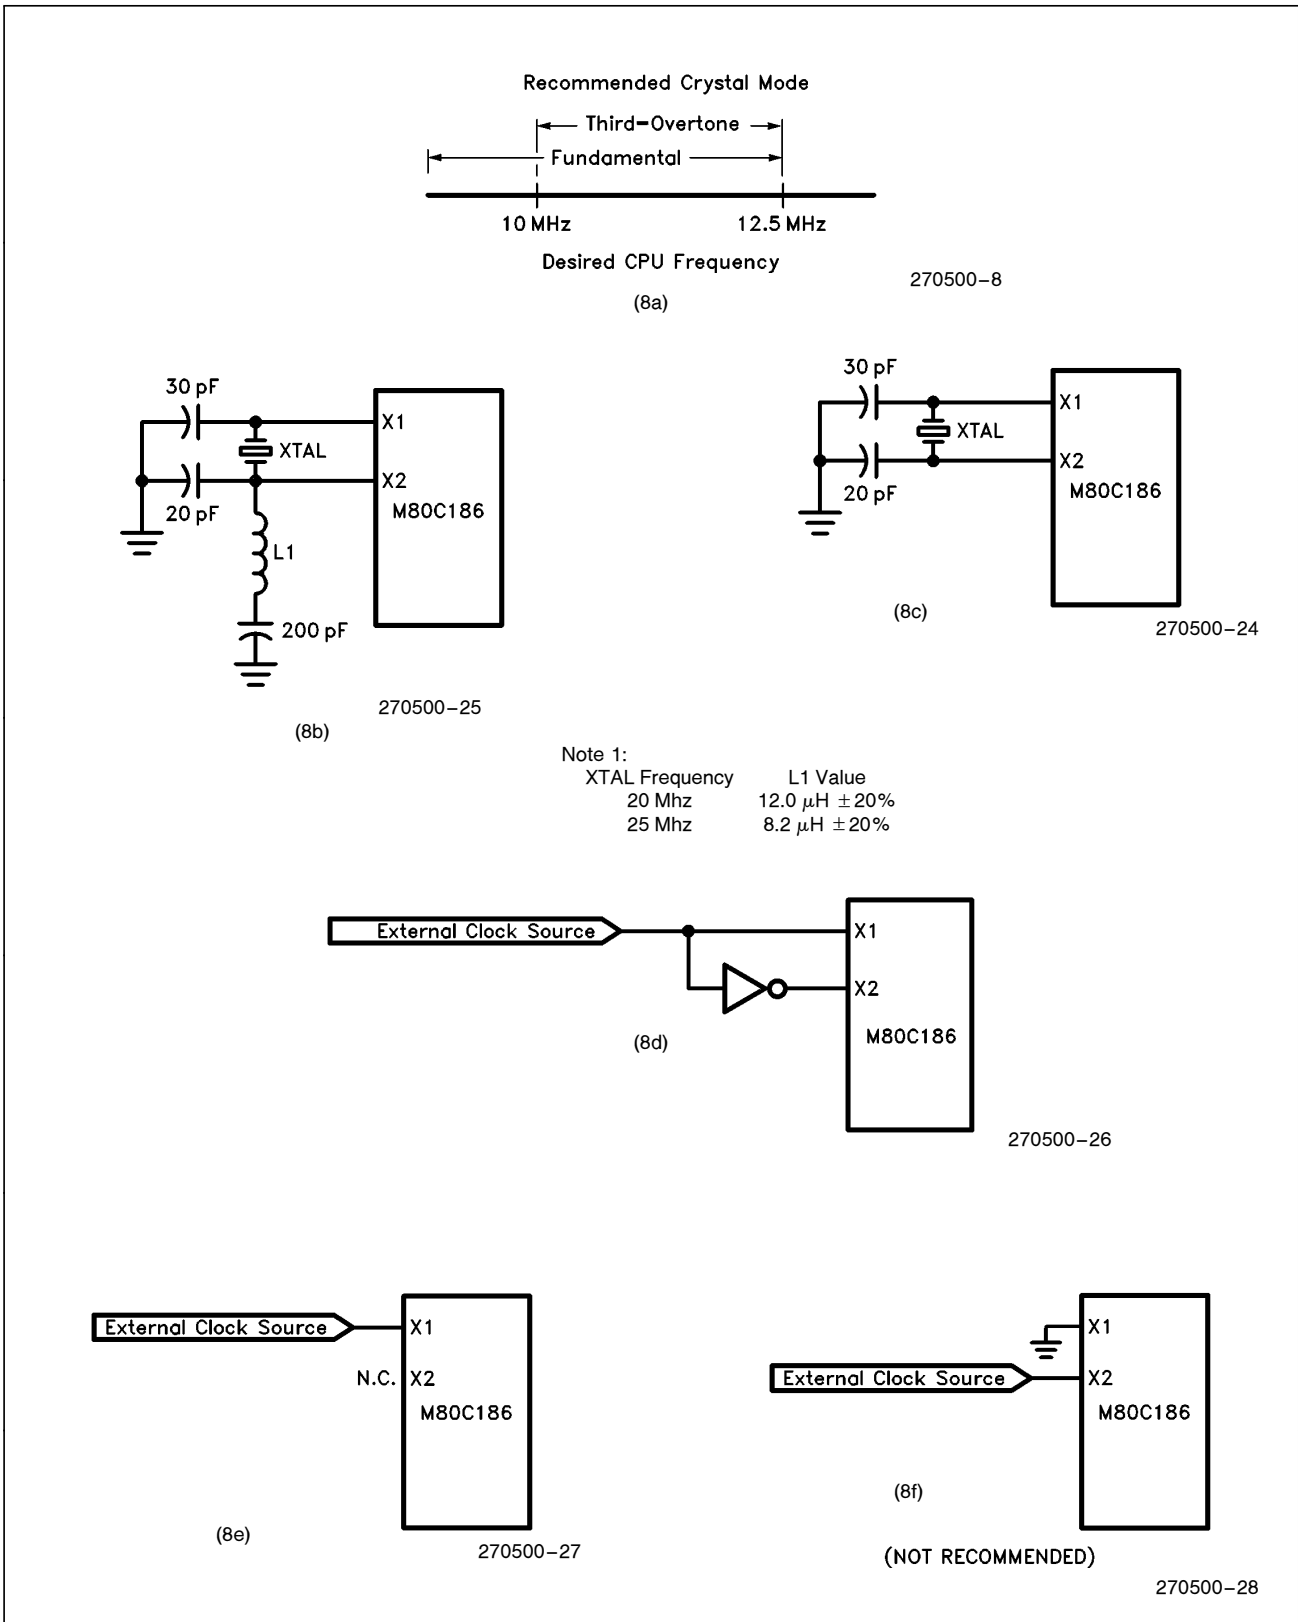 Recommended Crystal Mode
Third-Overtone
Fundamental
10 MHz
12.5 MHz
Desired CPU Frequency
270500-8
(8a)
30 pF
X1
XTAL
X2
20 pF
M80C186
L1
200 pF
270500-25
(8b)
30 pF
X1
XTAL
X2
20 pF
M80C186
(8c)
270500-24
Note 1:
XTAL Frequency L1 Value
20 Mhz 12.0 μH ±20%
25 Mhz 8.2 μH ±20%
External Clock Source
X1
X2
M80C186
(8d)
270500-26
External Clock Source
X1
N.C. X2
M80C186
(8e)
270500-27
X1
External Clock Source
X2
M80C186
(8f)
(NOT RECOMMENDED)
270500-28